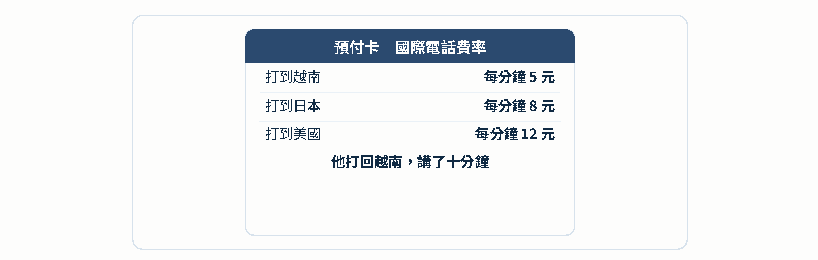 預付卡　國際電話費率
打到越南 每分鐘 5 元
打到日本 每分鐘 8 元
打到美國 每分鐘 12 元
他打回越南，講了十分鐘